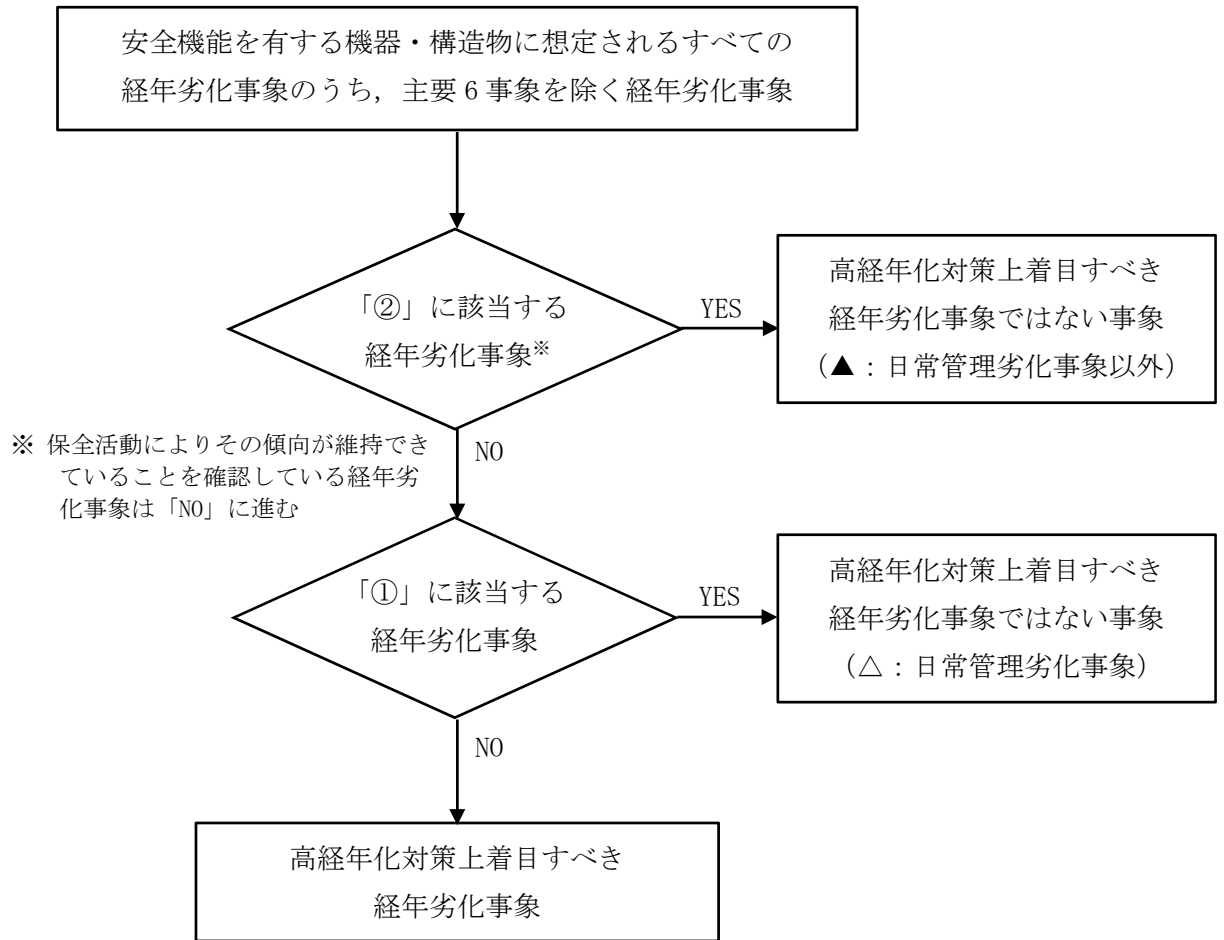 安全機能を有する機器・構造物に想定されるすべての
経年劣化事象のうち，主要 6 事象を除く経年劣化事象
「②」に該当する
経年劣化事象※
YES
高経年化対策上着目すべき
経年劣化事象ではない事象
（▲：日常管理劣化事象以外）
※ 保全活動によりその傾向が維持でき
ていることを確認している経年劣
化事象は「NO」に進む
NO
「①」に該当する
経年劣化事象
YES
高経年化対策上着目すべき
経年劣化事象ではない事象
（△：日常管理劣化事象）
NO
高経年化対策上着目すべき
経年劣化事象